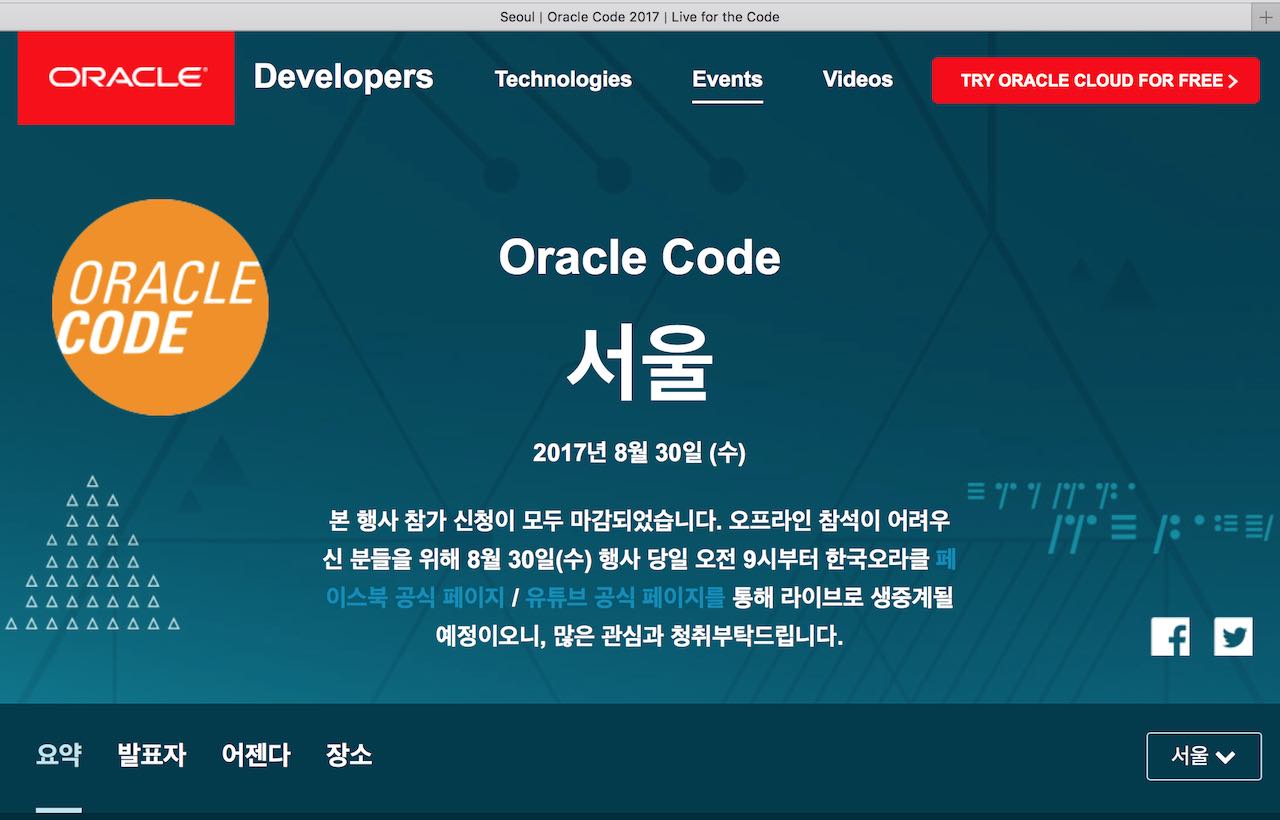 Seoul | Oracle Code 2017 | Live for the Code
ORACLE® Developers Technologies Events Videos TRY ORACLE CLOUD FOR FREE >
ORACLE
CODE
Oracle Code
서울
2017년 8월 30일 (수)
본 행사 참가 신청이 모두 마감되었습니다. 오프라인 참석이 어려우
신 분들을 위해 8월 30일(수) 행사 당일 오전 9시부터 한국오라클 페
이스북 공식 페이지 / 유튜브 공식 페이지를 통해 라이브로 생중계될
예정이오니, 많은 관심과 청취부탁드립니다.
요약 발표자 어젠다 장소 서울